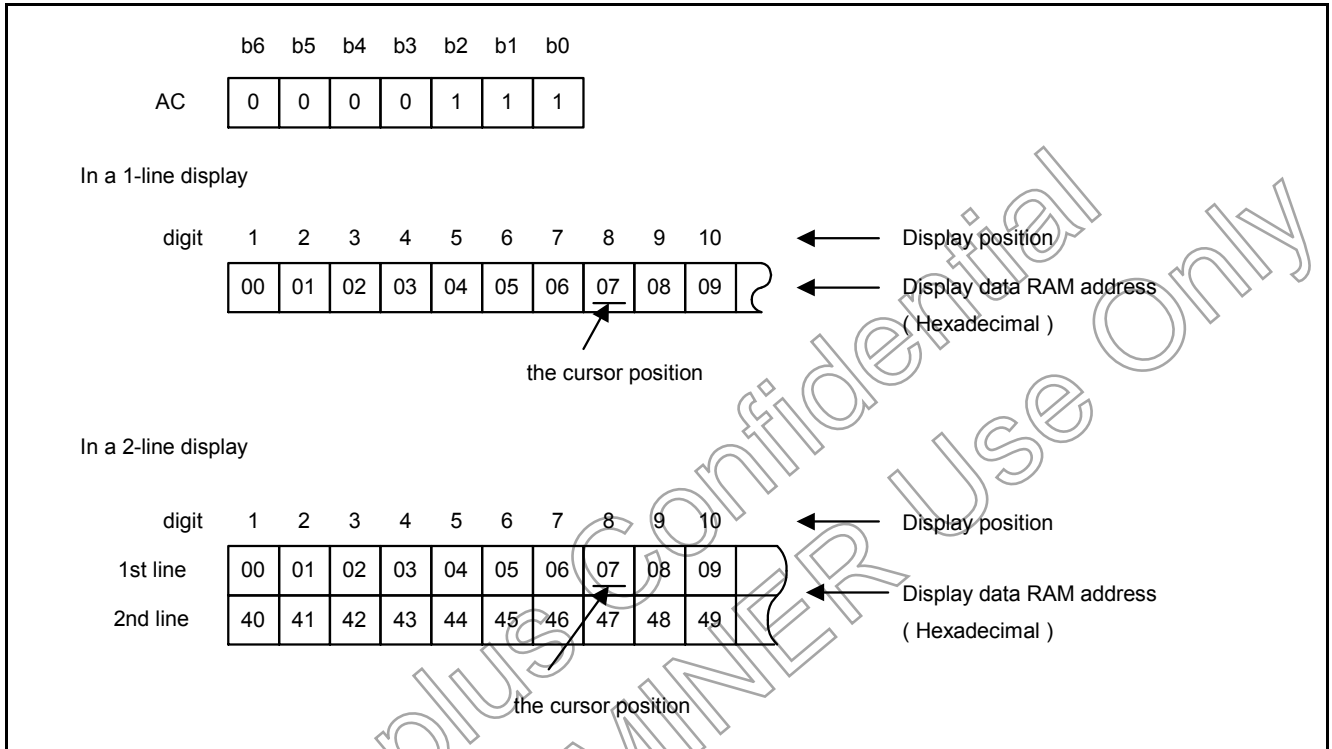 b6 b5 b4 b3 b2 b1 b0
AC 0 0 0 0 1 1 1
In a 1-line display
digit 1 2 3 4 5 6 7 8 9 10 Display position
00 01 02 03 04 05 06 07 08 09 Display data RAM address
( Hexadecimal )
the cursor position
In a 2-line display
digit 1 2 3 4 5 6 7 8 9 10 Display position
1st line 00 01 02 03 04 05 06 07 08 09
Display data RAM address
2nd line 40 41 42 43 44 45 46 47 48 49
( Hexadecimal )
the cursor position
plus Confidential
MINER Use Only